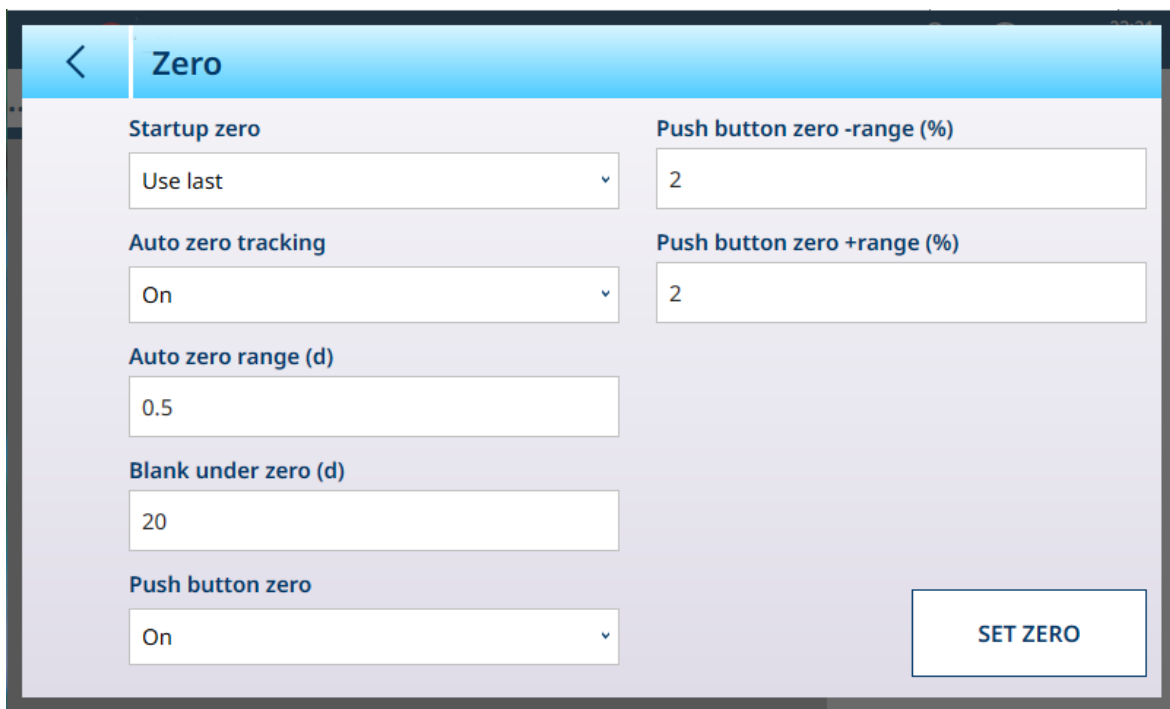 Zero
Startup zero
Use last
Auto zero tracking
On
Auto zero range (d)
0.5
Blank under zero (d)
20
Push button zero
On
Push button zero -range (%)
2
Push button zero +range (%)
2
SET ZERO